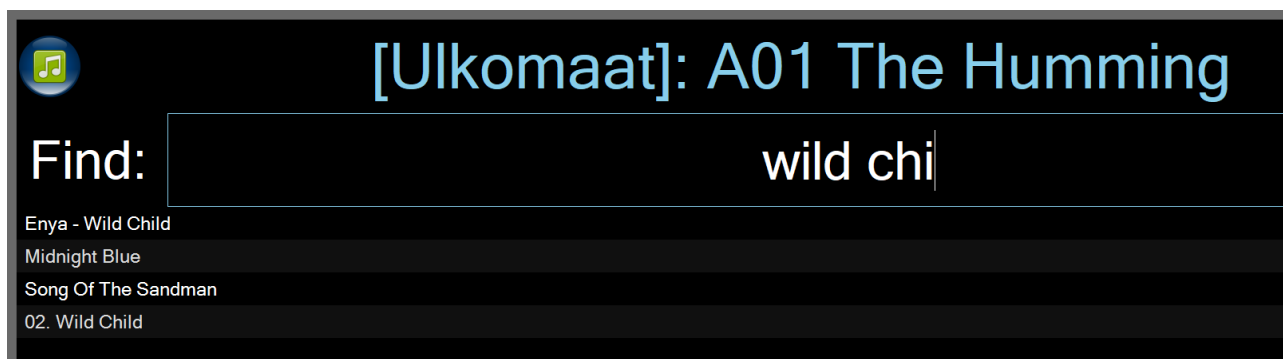 [Ulkomaat]: A01 The Humming
Find: wild chi
Enya - Wild Child
Midnight Blue
Song Of The Sandman
02. Wild Child